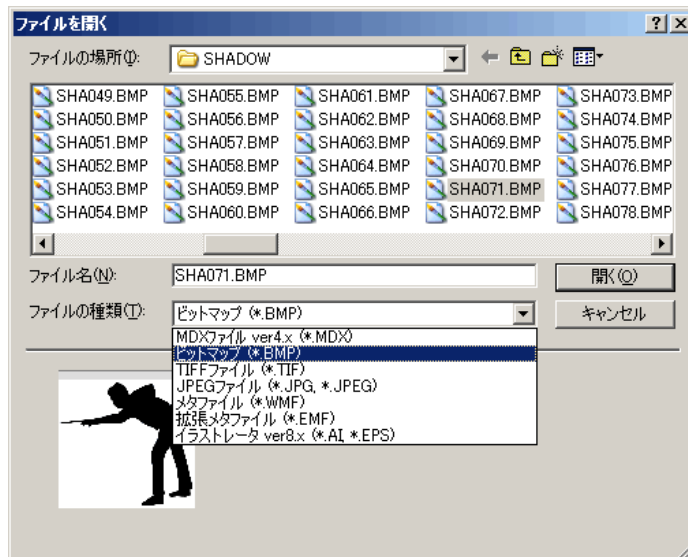 ファイルを開く
ファイルの場所(I):
SHADOW
SHA049.BMP SHA055.BMP SHA061.BMP SHA067.BMP SHA073.BMP
SHA050.BMP SHA056.BMP SHA062.BMP SHA068.BMP SHA074.BMP
SHA051.BMP SHA057.BMP SHA063.BMP SHA069.BMP SHA075.BMP
SHA052.BMP SHA058.BMP SHA064.BMP SHA070.BMP SHA076.BMP
SHA053.BMP SHA059.BMP SHA065.BMP SHA071.BMP SHA077.BMP
SHA054.BMP SHA060.BMP SHA066.BMP SHA072.BMP SHA078.BMP
ファイル名(N): SHA071.BMP 開く(O)
ファイルの種類(T): ビットマップ (*.BMP) キャンセル
MDXファイル ver4.x (*.MDX)
ビットマップ (*.BMP)
TIFFファイル (*.TIF)
JPEGファイル (*.JPG, *.JPEG)
メタファイル (*.WMF)
拡張メタファイル (*.EMF)
イラストレータ ver8.x (*.AI, *.EPS)